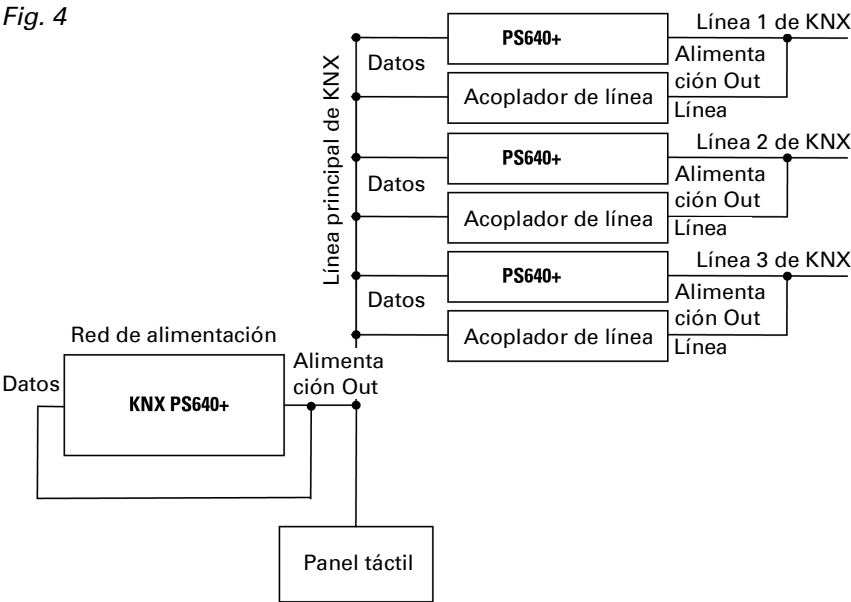 Fig. 4
Línea 1 de KNX
PS640+
Datos
Alimenta
ción Out
Acoplador de línea
Línea
Línea principal de KNX
Línea 2 de KNX
PS640+
Datos
Alimenta
ción Out
Acoplador de línea
Línea
Línea 3 de KNX
PS640+
Datos
Alimenta
ción Out
Acoplador de línea
Línea
Red de alimentación
Alimenta
ción Out
Datos
KNX PS640+
Panel táctil